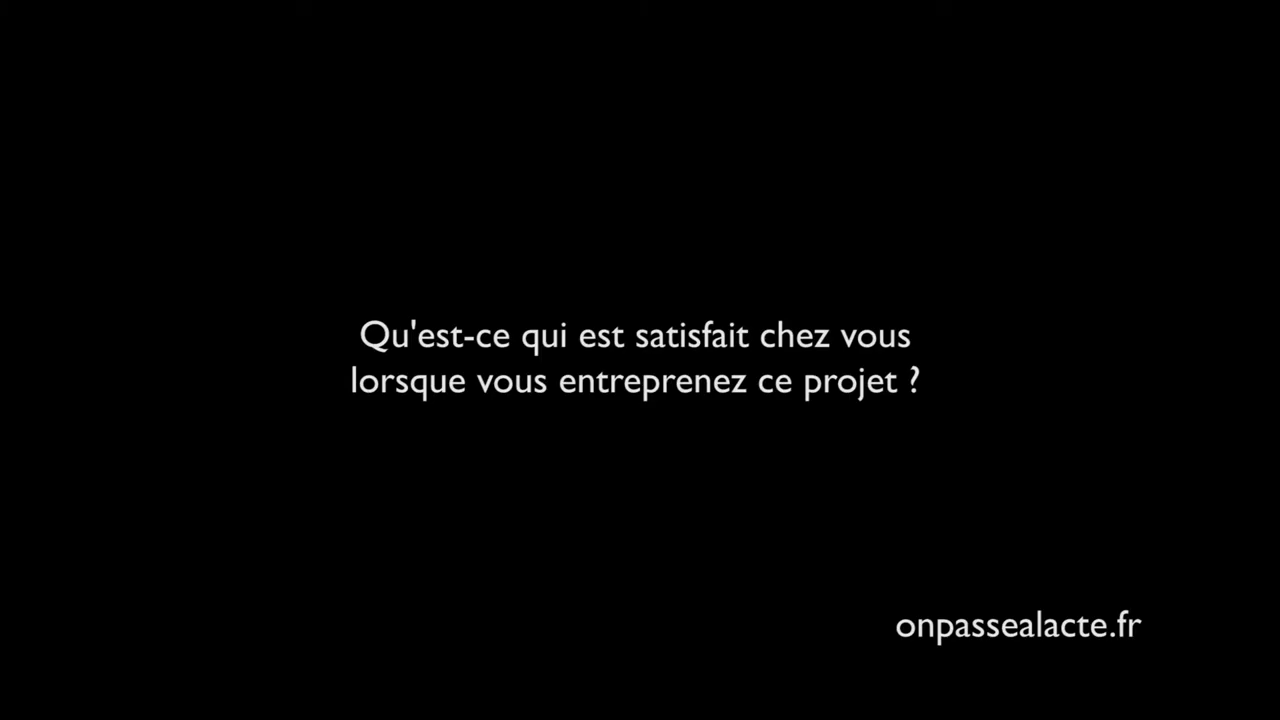 Qu'est-ce qui est satisfait chez vous
lorsque vous entreprenez ce projet ?
onpassealacte.fr